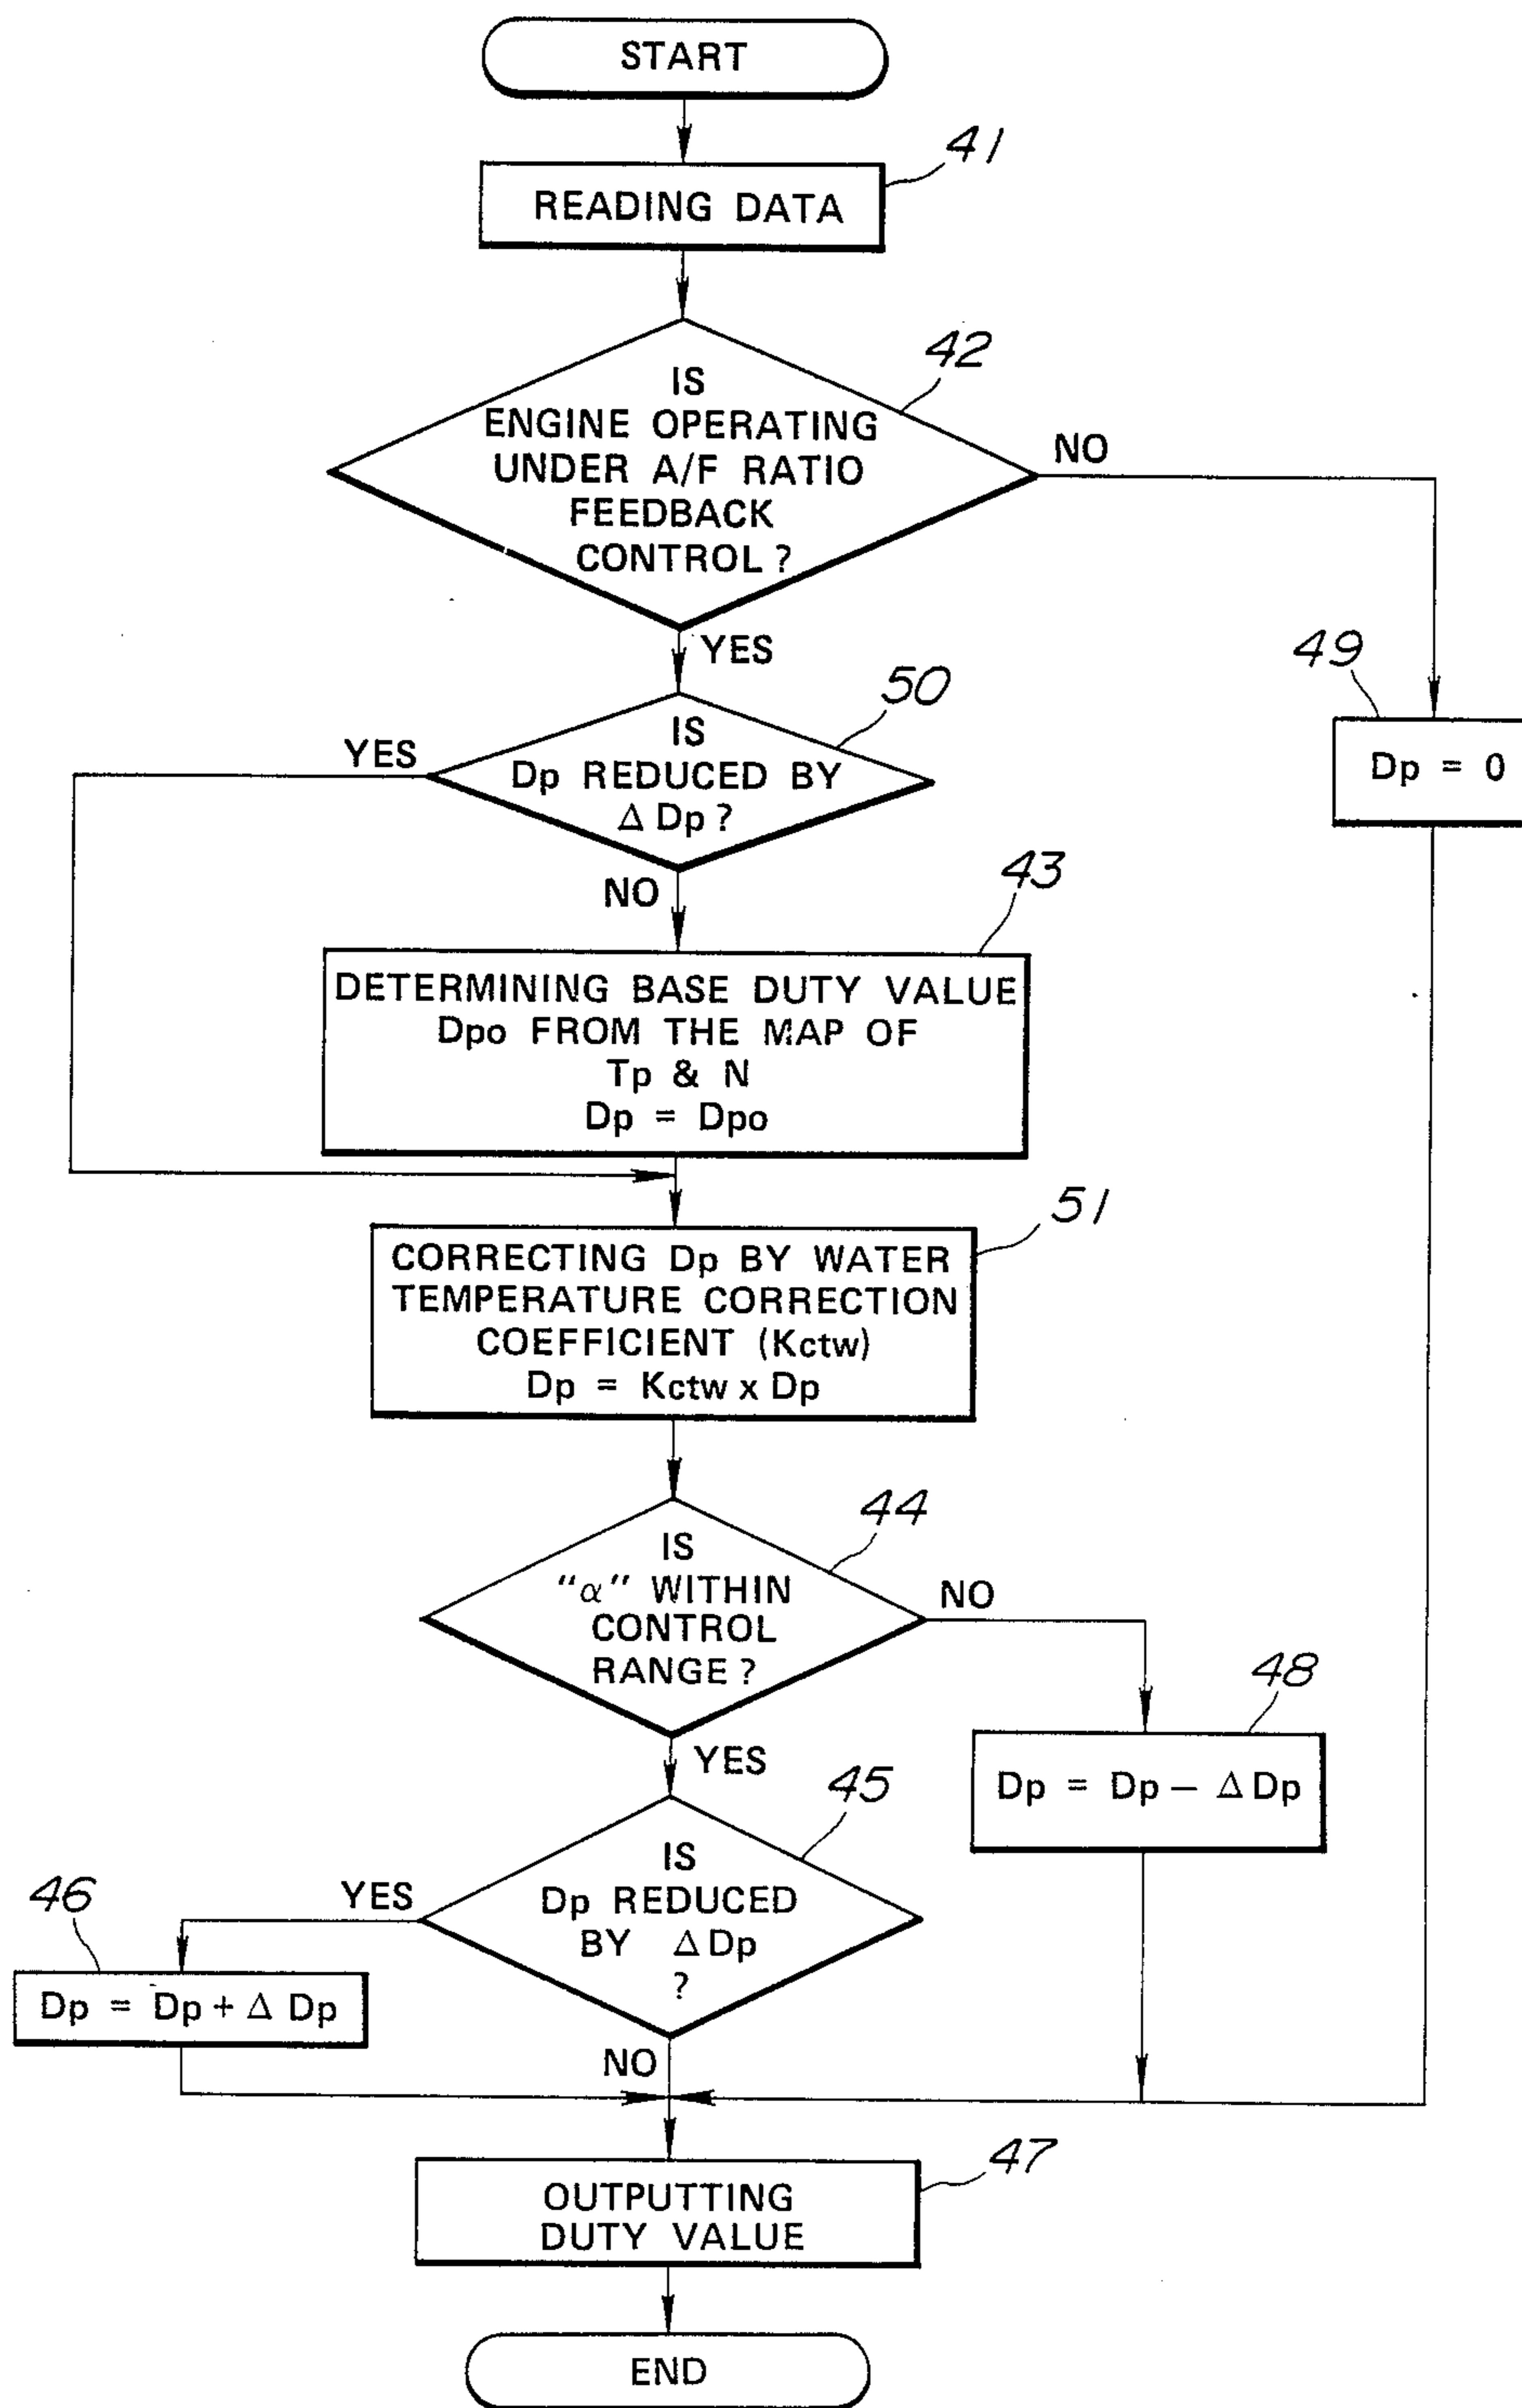 START
41
READING DATA
42
IS
ENGINE OPERATING
UNDER A/F RATIO
FEEDBACK
CONTROL?
NO
YES
49
Dp = 0
50
IS
Dp REDUCED BY
Δ Dp?
YES
NO
43
DETERMINING BASE DUTY VALUE
Dpo FROM THE MAP OF
Tp & N
Dp = Dpo
51
CORRECTING Dp BY WATER
TEMPERATURE CORRECTION
COEFFICIENT (Kctw)
Dp = Kctw x Dp
44
IS
"α" WITHIN
CONTROL
RANGE?
NO
YES
48
Dp = Dp – Δ Dp
45
IS
Dp REDUCED
BY Δ Dp
?
YES
46
Dp = Dp + Δ Dp
NO
47
OUTPUTTING
DUTY VALUE
END